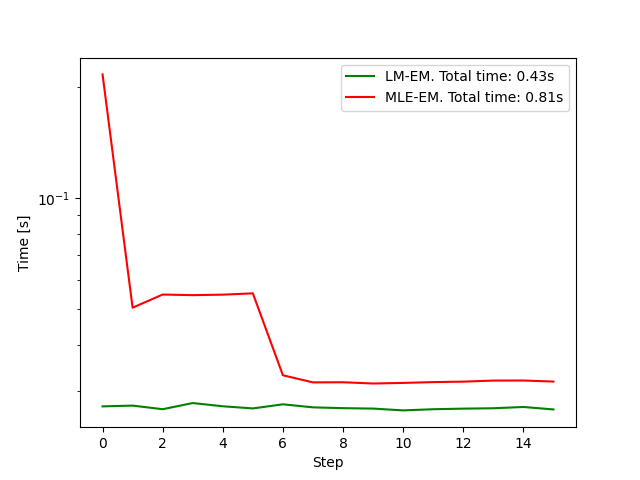 LM-EM. Total time: 0.43s
MLE-EM. Total time: 0.81s
10⁻¹
Time [s]
0 2 4 6 8 10 12 14
Step